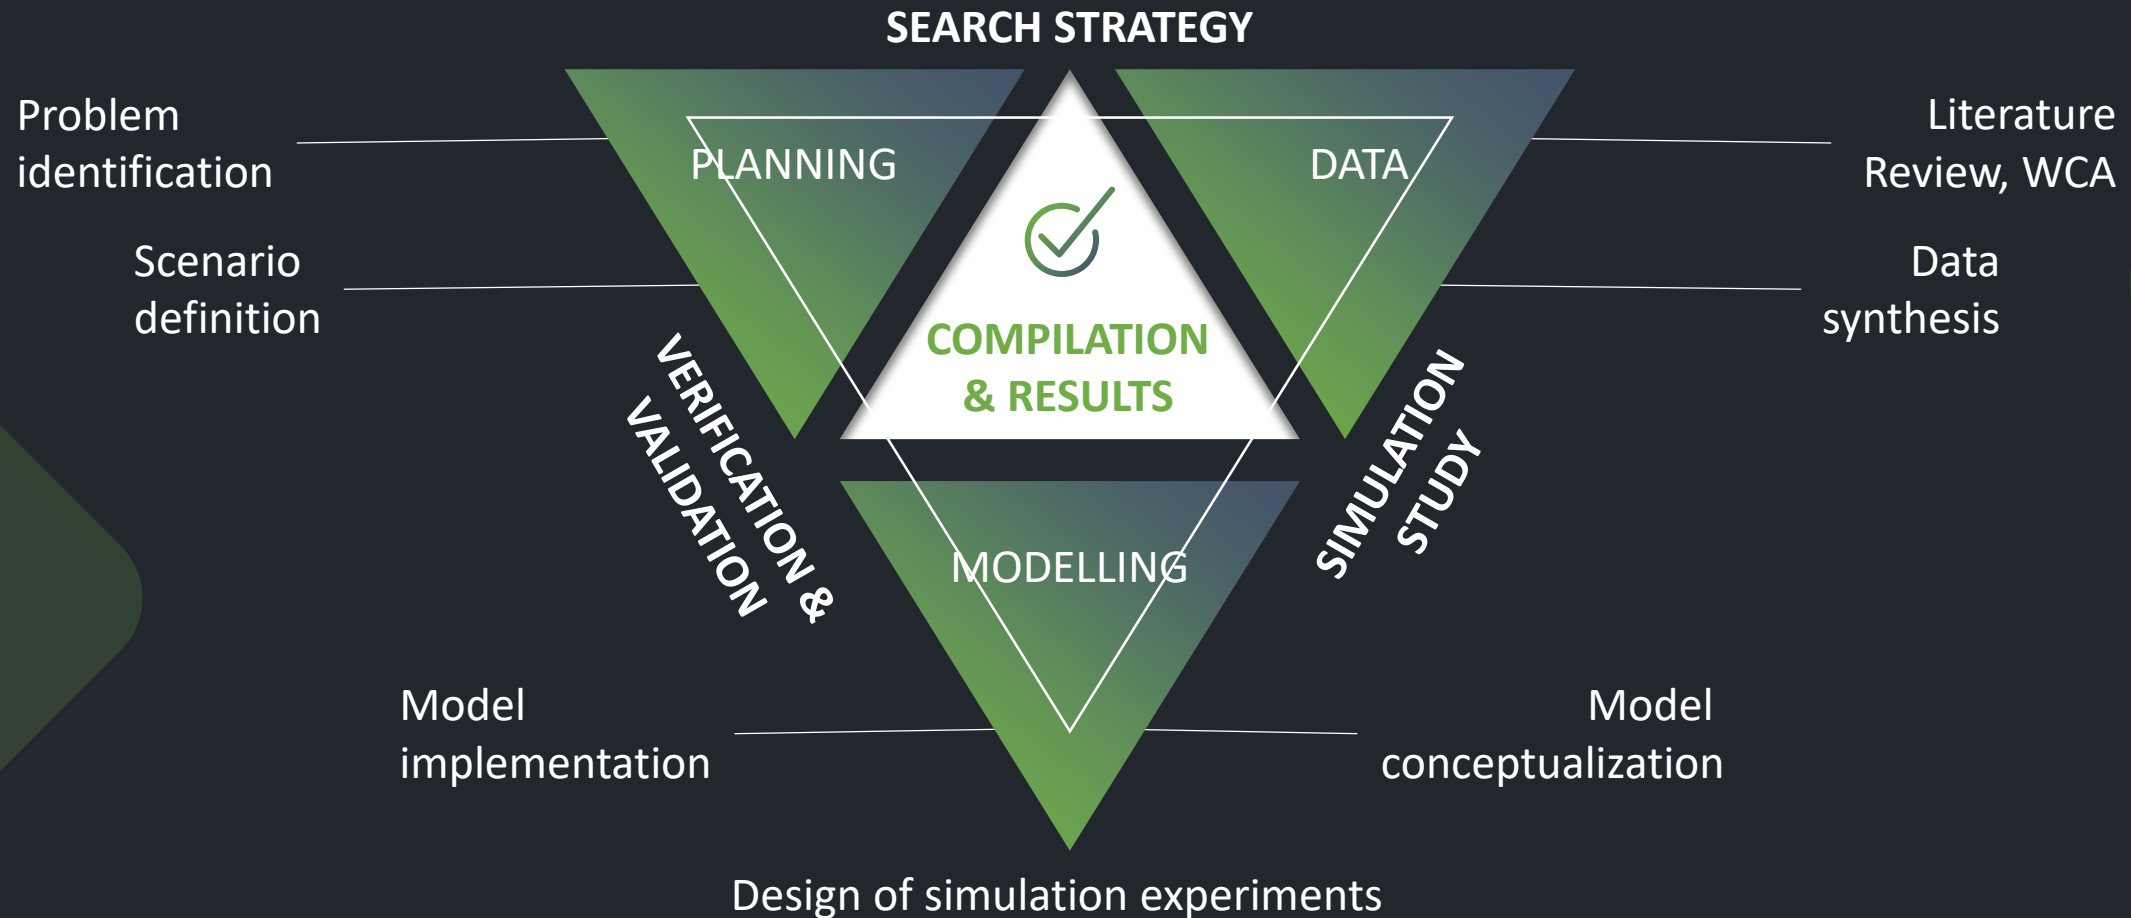 SEARCH STRATEGY
Problem
identification
PLANNING
DATA
Literature
Review, WCA
Scenario
definition
Data
synthesis
COMPILATION
& RESULTS
VERIFICATION &
VALIDATION
SIMULATION
STUDY
MODELLING
Model
implementation
Model
conceptualization
Design of simulation experiments